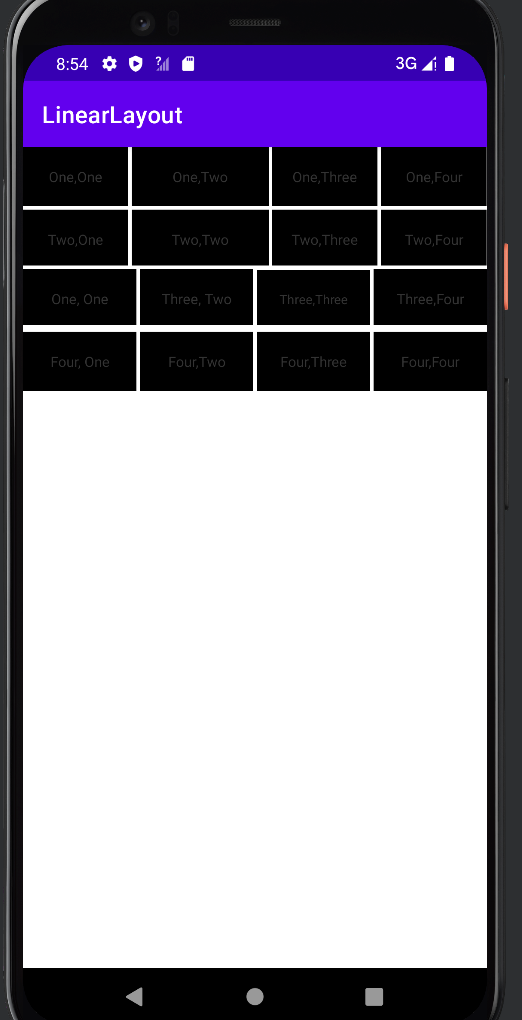 8:54 3G
LinearLayout
One,One One,Two One,Three One,Four
Two,One Two,Two Two,Three Two,Four
One, One Three, Two Three,Three Three,Four
Four, One Four,Two Four,Three Four,Four